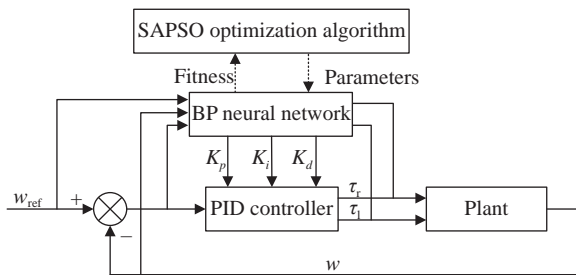 SAPSO optimization algorithm
Fitness
Parameters
BP neural network
K_p
K_i
K_d
w_ref
+
−
PID controller
τ_r
τ_l
Plant
w